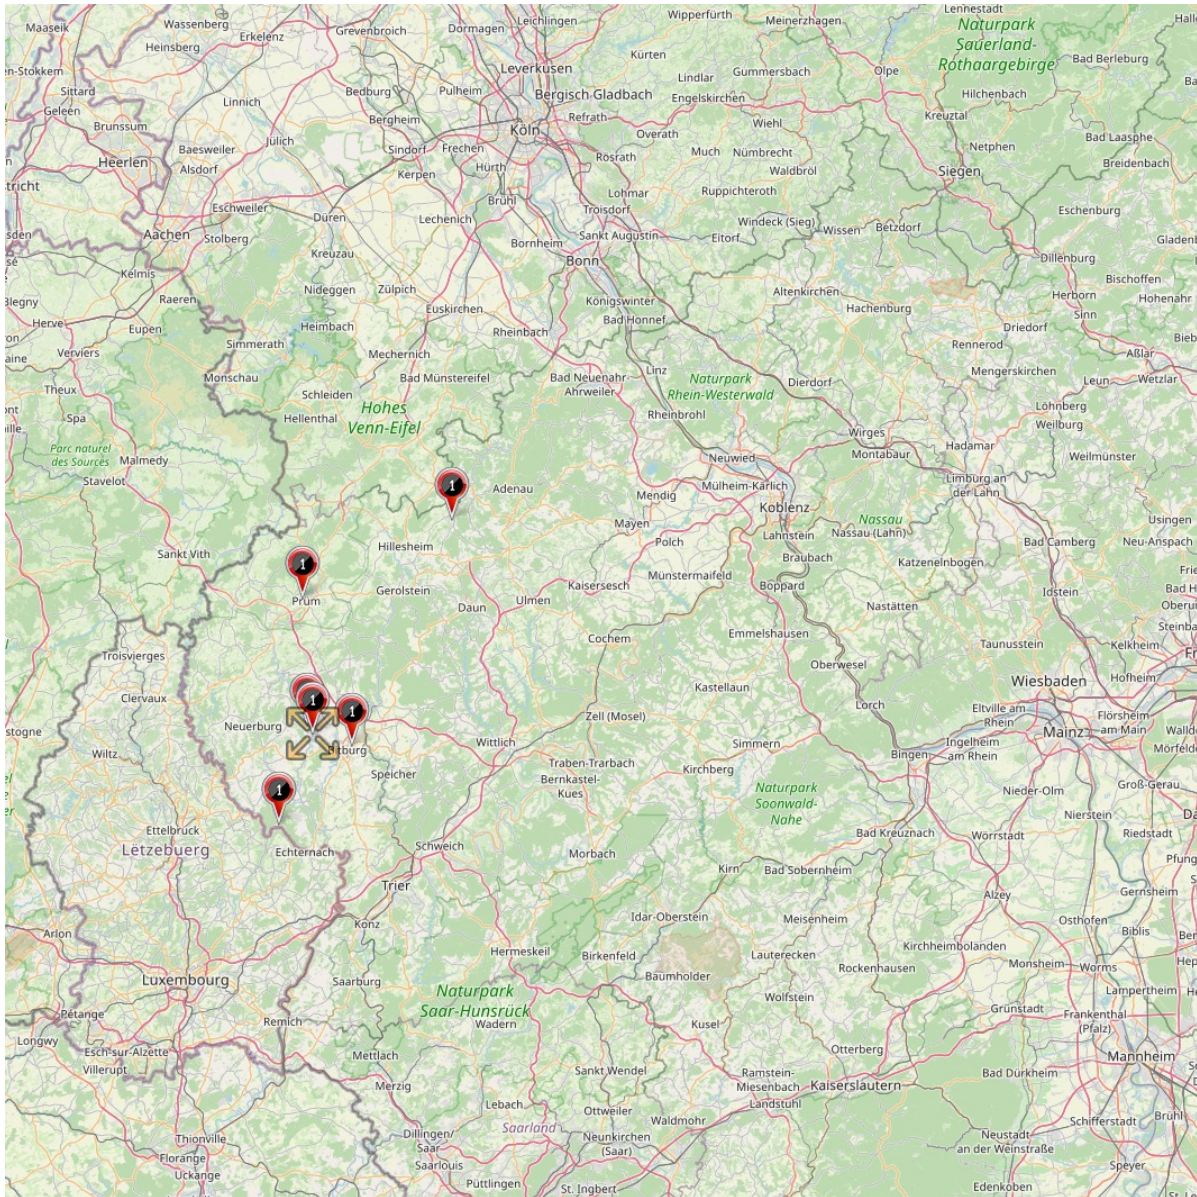 Maaseik
Wassenberg
Grevenbroich
Dormagen
Leichlingen
Wipperfürth
Meinerzhagen
Lennestadt
Erkelenz
Heinsberg
Naturpark
Sauerland-
Rothaargebirge
Kürten
Leverkusen
Lindlar
Gummersbach
Olpe
Bad Berleburg
Sittard
Linnich
Bedburg
Pulheim
Bergisch Gladbach
Engelskirchen
Hilchenbach
Geleen
Brunssum
Bergheim
Refrath
Wiehl
Kreuztal
Köln
Overath
Bad Laasphe
Heerlen
Baesweiler
Jülich
Sindorf
Frechen
Much
Nümbrecht
Netphen
Alsdorf
Kerpen
Hürth
Rösrath
Waldbröl
Siegen
Breidenbach
Eschweiler
Düren
Lechenich
Brühl
Lohmar
Ruppichteroth
Troisdorf
Windeck (Sieg)
Eschenburg
Aachen
Stolberg
Kreuzau
Bornheim
Sankt Augustin
Eitorf
Wissen
Betzdorf
Bonn
Dillenburg
Kelmis
Nideggen
Zülpich
Altenkirchen
Bischoffen
Raeren
Euskirchen
Königswinter
Hachenburg
Herborn
Hohenahr
Herve
Eupen
Heimbach
Rheinbach
Bad Honnef
Sinn
Driedorf
Simmerath
Rennerod
Verviers
Mechernich
Aßlar
Theux
Monschau
Bad Münstereifel
Bad Neuenahr-
Ahrweiler
Linz
Naturpark
Rhein-Westerwald
Dierdorf
Mengerskirchen
Leun
Wetzlar
Schleiden
Hohes
Venn-Eifel
Löhnberg
Spa
Hellenthal
Rheinbrohl
Weilburg
Parc naturel
des Sources
Malmedy
Wirges
Hadamar
Montabaur
Weilmünster
Stavelot
Neuwied
Adenau
Mendig
Mülheim-Kärlich
Limburg an
der Lahn
1
Koblenz
Mayen
Nassau
Usingen
Sankt Vith
Hillesheim
Polch
Lahnstein
Nassau (Lahn)
Bad Camberg
Neu-Anspach
Braubach
Katzenelnbogen
1
Gerolstein
Kaisersesch
Münstermaifeld
Boppard
Idstein
Prüm
Daun
Ulmen
Nastätten
Troisvierges
Cochem
Emmelshausen
Taunusstein
Kelkheim
Oberwesel
Hofheim
Clervaux
1
Kastellaun
Wiesbaden
Lorch
Eltville am
Rhein
Flörsheim
am Main
Neuerburg
1
Zell (Mosel)
Mainz
Wiltz
Bitburg
Wittlich
Simmern
Bingen
Ingelheim
am Rhein
Speicher
Traben-Trarbach
Kirchberg
Bernkastel-
Kues
Naturpark
Soonwald-
Nahe
Nieder-Olm
Groß-Gerau
1
Nierstein
Ettelbruck
Lëtzebuerg
Echternach
Schweich
Morbach
Bad Kreuznach
Wörrstadt
Riedstadt
Trier
Kirn
Bad Sobernheim
Alzey
Gernsheim
Konz
Idar-Oberstein
Meisenheim
Osthofen
Biblis
Arlon
Hermeskeil
Birkenfeld
Lauterecken
Kirchheimbolanden
Monsheim
Worms
Luxembourg
Saarburg
Baumholder
Rockenhausen
Lampertheim
Naturpark
Saar-Hunsrück
Wolfstein
Grünstadt
Frankenthal
(Pfalz)
Pétange
Remich
Wadern
Kusel
Longwy
Esch-sur-Alzette
Villerupt
Mettlach
Otterberg
Mannheim
Merzig
Sankt Wendel
Ramstein-
Miesenbach
Landstuhl
Kaiserslautern
Bad Dürkheim
Lebach
Ottweiler
Waldmohr
Schifferstadt
Brühl
Thionville
Saarland
Dillingen/
Saar
Neunkirchen
(Saar)
Neustadt
an der Weinstraße
Florange
Uckange
Saarlouis
Püttlingen
St. Ingbert
Speyer
Edenkoben